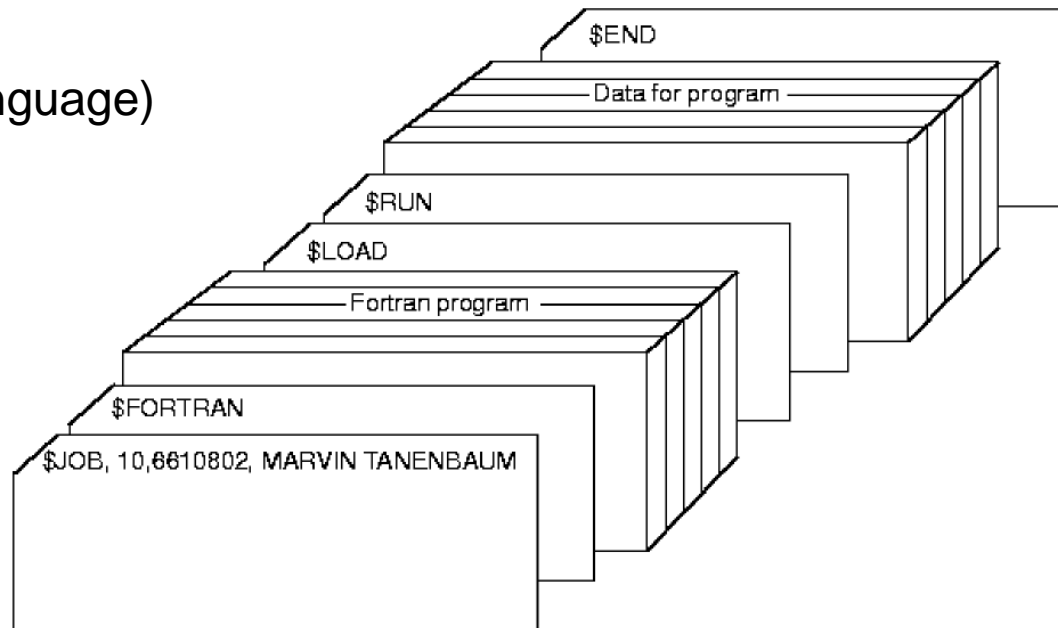 $END
nguage)
Data for program
$RUN
$LOAD
Fortran program
$FORTRAN
$JOB, 10,6610802, MARVIN TANENBAUM